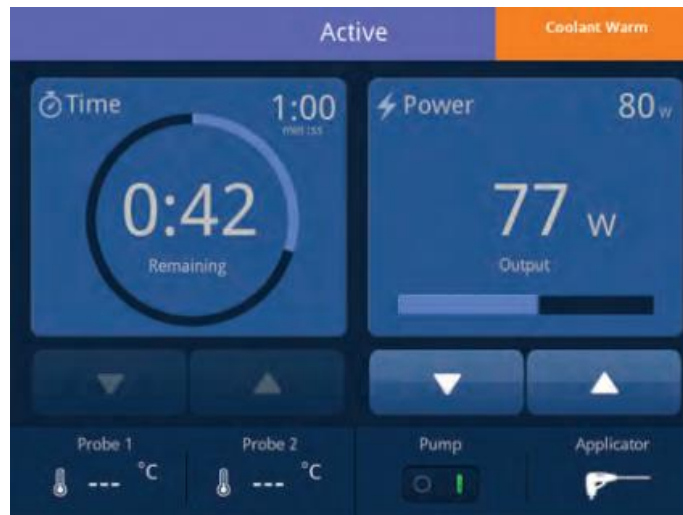 Active
Coolant Warm
Time
1:00
min:ss
0:42
Remaining
Power
80 w
77 w
Output
Probe 1
--- °C
Probe 2
--- °C
Pump
Applicator